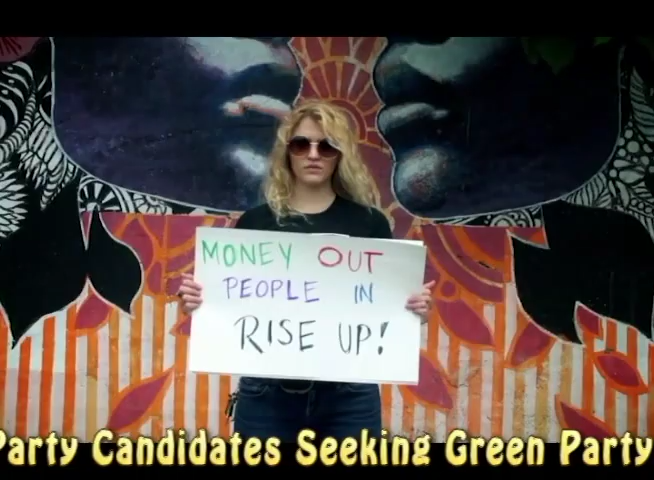 MONEY OUT
PEOPLE IN
RISE UP!
Party Candidates Seeking Green Party